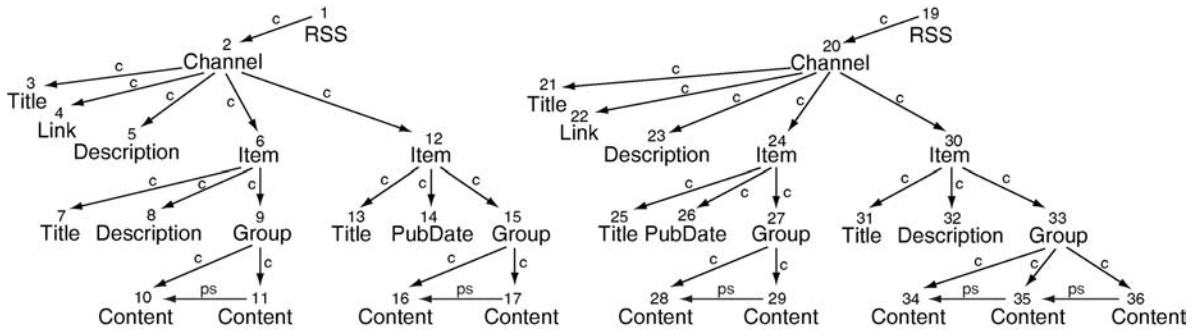 c 1 c 19
RSS RSS
2 20
Channel Channel
3 c c c c c 21 c c c c c
Title 4 Title 22
Link 5 Link 23
Description 6 12 Description 24 30
Item Item Item Item
c c c c c c c c c c c c
7 8 9 13 14 15 25 26 27 31 32 33
Title Description Group Title PubDate Group Title PubDate Group Title Description Group
c c c c c c c c c
10 ps 11 16 ps 17 28 ps 29 34 ps 35 ps 36
Content Content Content Content Content Content Content Content Content